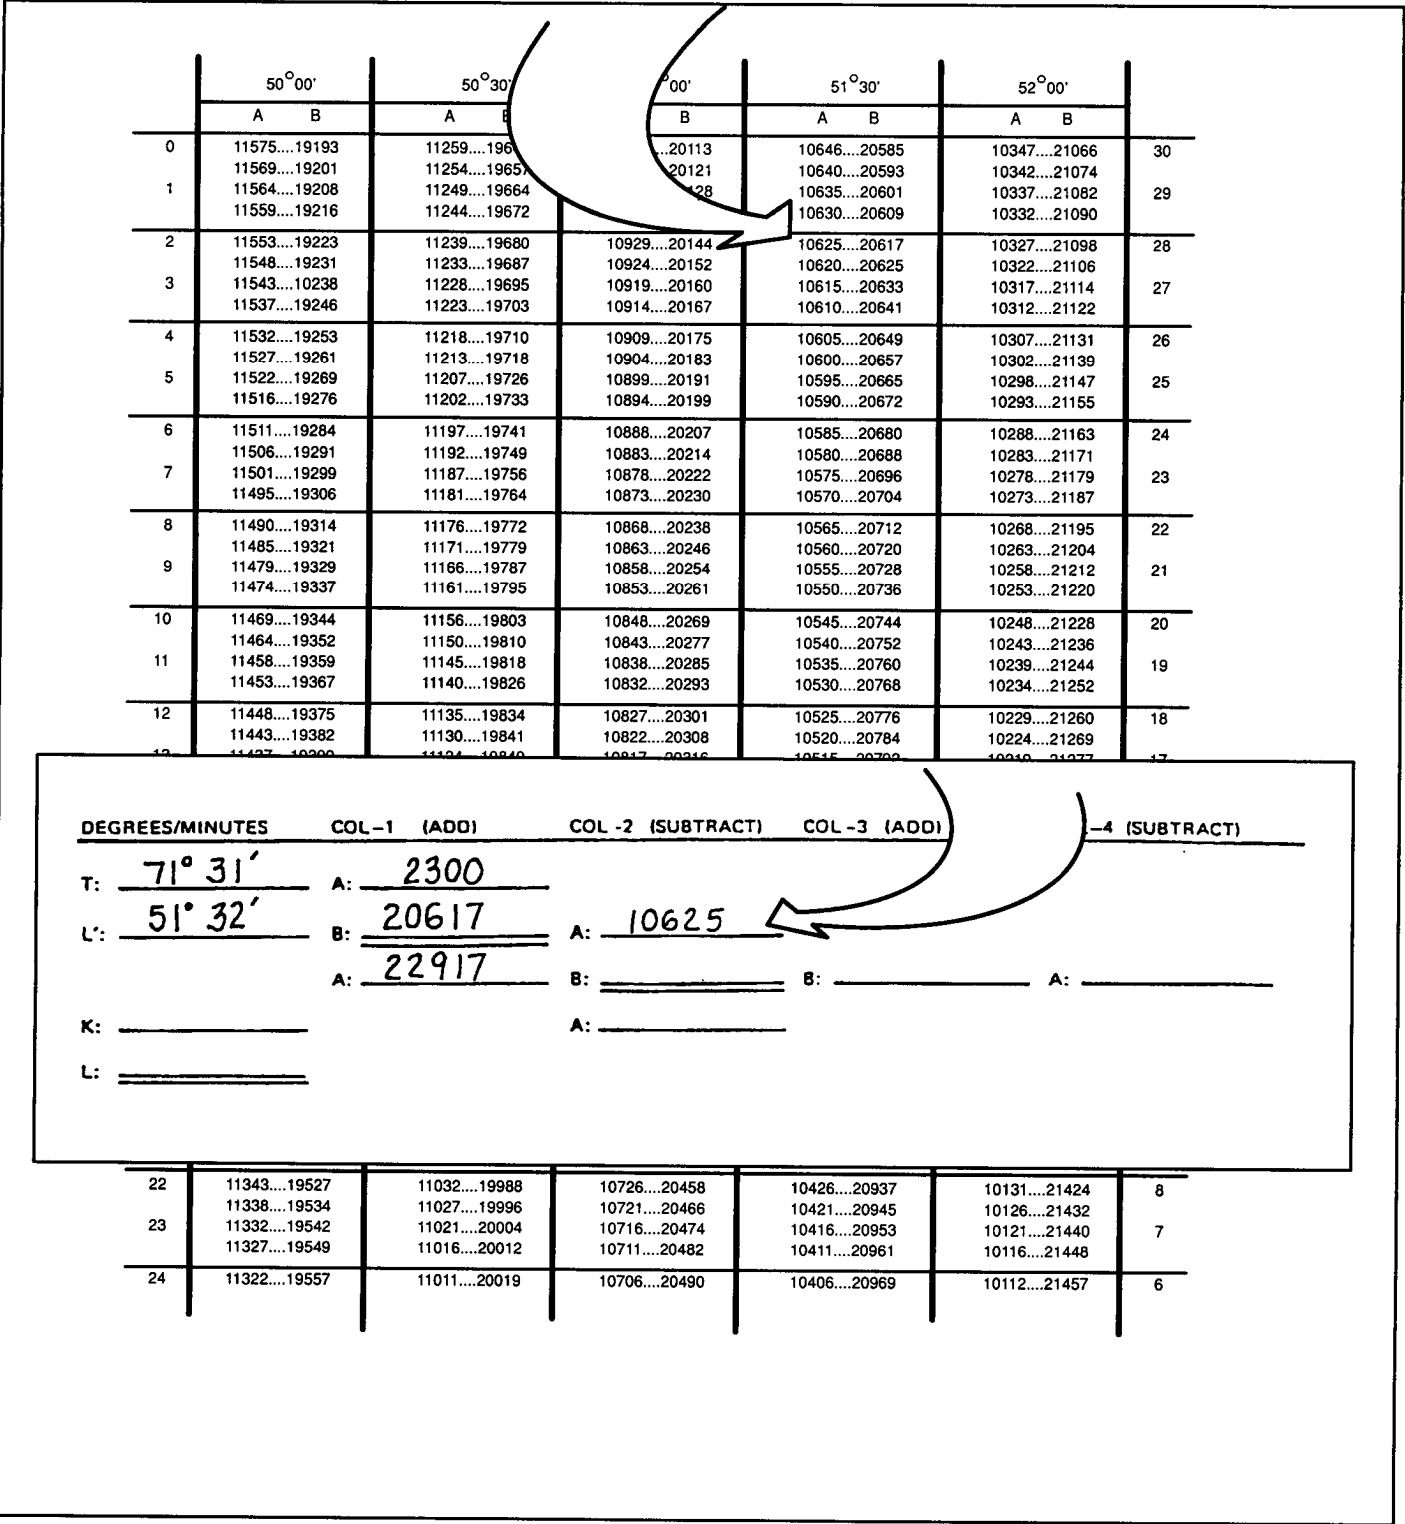 50°00' 50°30' °00' 51°30' 52°00'
A B A B A B A B
0 11575....19193 11259....196 ...20113 10646....20585 10347....21066 30
11569....19201 11254....19657 20121 10640....20593 10342....21074
1 11564....19208 11249....19664 128 10635....20601 10337....21082 29
11559....19216 11244....19672 10630....20609 10332....21090
2 11553....19223 11239....19680 10929....20144 10625....20617 10327....21098 28
11548....19231 11233....19687 10924....20152 10620....20625 10322....21106
3 11543....10238 11228....19695 10919....20160 10615....20633 10317....21114 27
11537....19246 11223....19703 10914....20167 10610....20641 10312....21122
4 11532....19253 11218....19710 10909....20175 10605....20649 10307....21131 26
11527....19261 11213....19718 10904....20183 10600....20657 10302....21139
5 11522....19269 11207....19726 10899....20191 10595....20665 10298....21147 25
11516....19276 11202....19733 10894....20199 10590....20672 10293....21155
6 11511....19284 11197....19741 10888....20207 10585....20680 10288....21163 24
11506....19291 11192....19749 10883....20214 10580....20688 10283....21171
7 11501....19299 11187....19756 10878....20222 10575....20696 10278....21179 23
11495....19306 11181....19764 10873....20230 10570....20704 10273....21187
8 11490....19314 11176....19772 10868....20238 10565....20712 10268....21195 22
11485....19321 11171....19779 10863....20246 10560....20720 10263....21204
9 11479....19329 11166....19787 10858....20254 10555....20728 10258....21212 21
11474....19337 11161....19795 10853....20261 10550....20736 10253....21220
10 11469....19344 11156....19803 10848....20269 10545....20744 10248....21228 20
11464....19352 11150....19810 10843....20277 10540....20752 10243....21236
11 11458....19359 11145....19818 10838....20285 10535....20760 10239....21244 19
11453....19367 11140....19826 10832....20293 10530....20768 10234....21252
12 11448....19375 11135....19834 10827....20301 10525....20776 10229....21260 18
11443....19382 11130....19841 10822....20308 10520....20784 10224....21269
DEGREES/MINUTES COL-1 (ADD) COL-2 (SUBTRACT) COL-3 (ADD) -4 (SUBTRACT)
T: 71° 31' A: 2300
L': 51° 32' B: 20617 A: 10625
A: 22917 B: B: A:
K: A:
L:
22 11343....19527 11032....19988 10726....20458 10426....20937 10131....21424 8
11338....19534 11027....19996 10721....20466 10421....20945 10126....21432
23 11332....19542 11021....20004 10716....20474 10416....20953 10121....21440 7
11327....19549 11016....20012 10711....20482 10411....20961 10116....21448
24 11322....19557 11011....20019 10706....20490 10406....20969 10112....21457 6